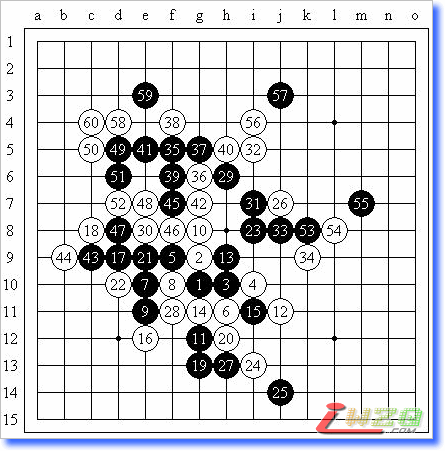 a b c d e f g h i j k l m n o
1
2
3 59 57
4 60 58 38 56
5 50 49 41 35 37 40 32
6 51 39 36 29
7 52 48 45 42 31 26 55
8 18 47 30 46 10 23 33 53 54
9 44 43 17 21 5 2 13 34
10 22 7 8 1 3 4
11 9 28 14 6 15 12
12 16 11 20
13 19 27 24
14 25
15
iWZQ
.COM